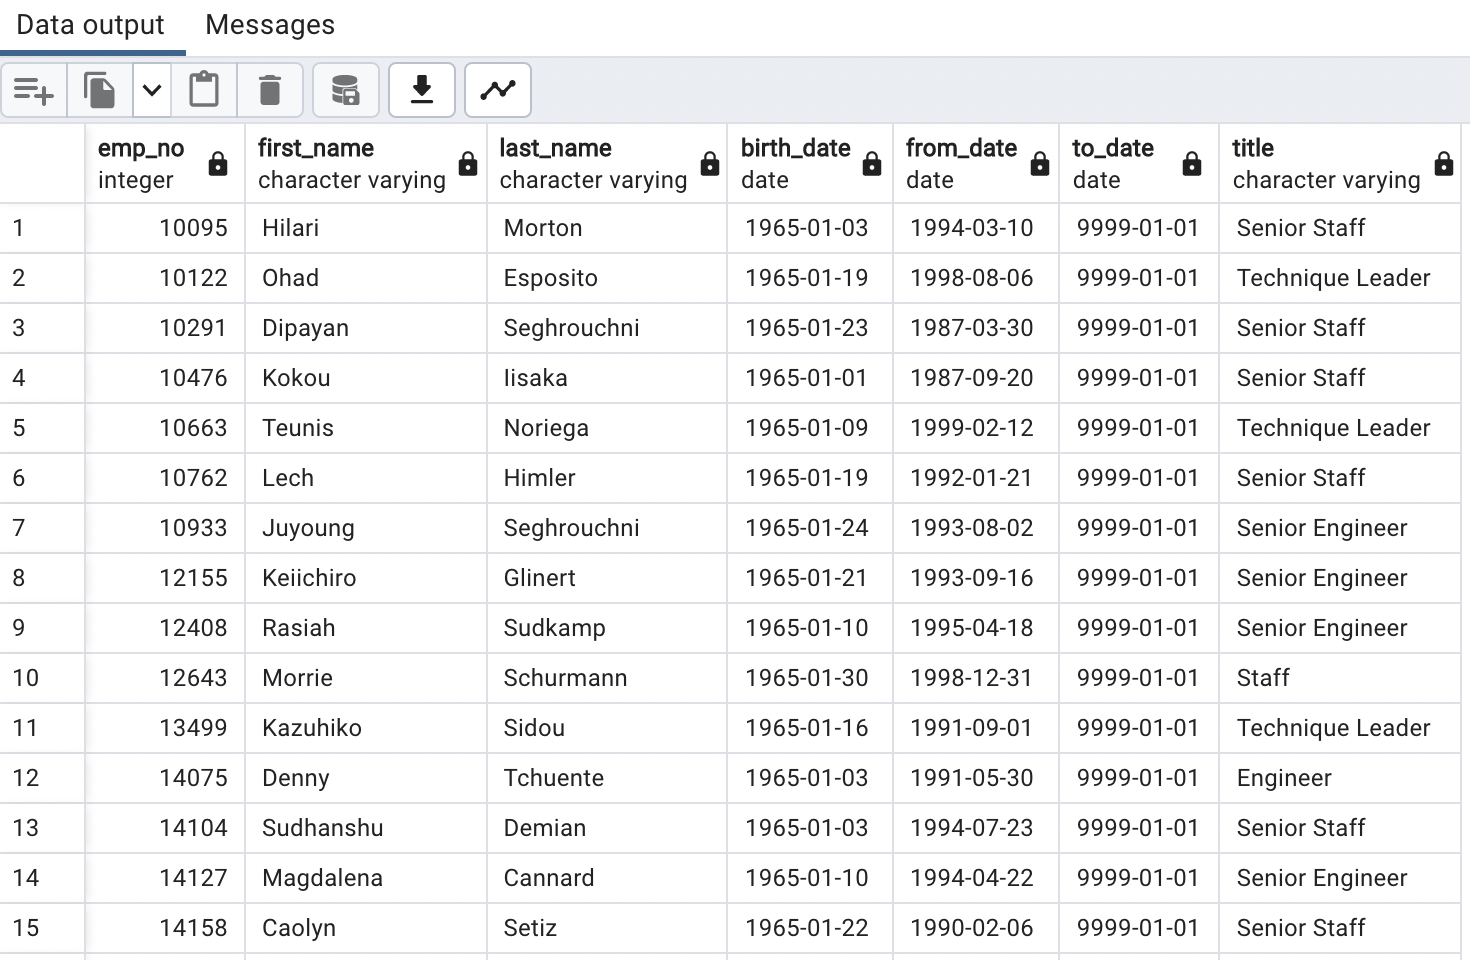 Data output Messages
emp_no first_name last_name birth_date from_date to_date title
integer character varying character varying date date date character varying
1 10095 Hilari Morton 1965-01-03 1994-03-10 9999-01-01 Senior Staff
2 10122 Ohad Esposito 1965-01-19 1998-08-06 9999-01-01 Technique Leader
3 10291 Dipayan Seghrouchni 1965-01-23 1987-03-30 9999-01-01 Senior Staff
4 10476 Kokou Iisaka 1965-01-01 1987-09-20 9999-01-01 Senior Staff
5 10663 Teunis Noriega 1965-01-09 1999-02-12 9999-01-01 Technique Leader
6 10762 Lech Himler 1965-01-19 1992-01-21 9999-01-01 Senior Staff
7 10933 Juyoung Seghrouchni 1965-01-24 1993-08-02 9999-01-01 Senior Engineer
8 12155 Keiichiro Glinert 1965-01-21 1993-09-16 9999-01-01 Senior Engineer
9 12408 Rasiah Sudkamp 1965-01-10 1995-04-18 9999-01-01 Senior Engineer
10 12643 Morrie Schurmann 1965-01-30 1998-12-31 9999-01-01 Staff
11 13499 Kazuhiko Sidou 1965-01-16 1991-09-01 9999-01-01 Technique Leader
12 14075 Denny Tchuente 1965-01-03 1991-05-30 9999-01-01 Engineer
13 14104 Sudhanshu Demian 1965-01-03 1994-07-23 9999-01-01 Senior Staff
14 14127 Magdalena Cannard 1965-01-10 1994-04-22 9999-01-01 Senior Engineer
15 14158 Caolyn Setiz 1965-01-22 1990-02-06 9999-01-01 Senior Staff